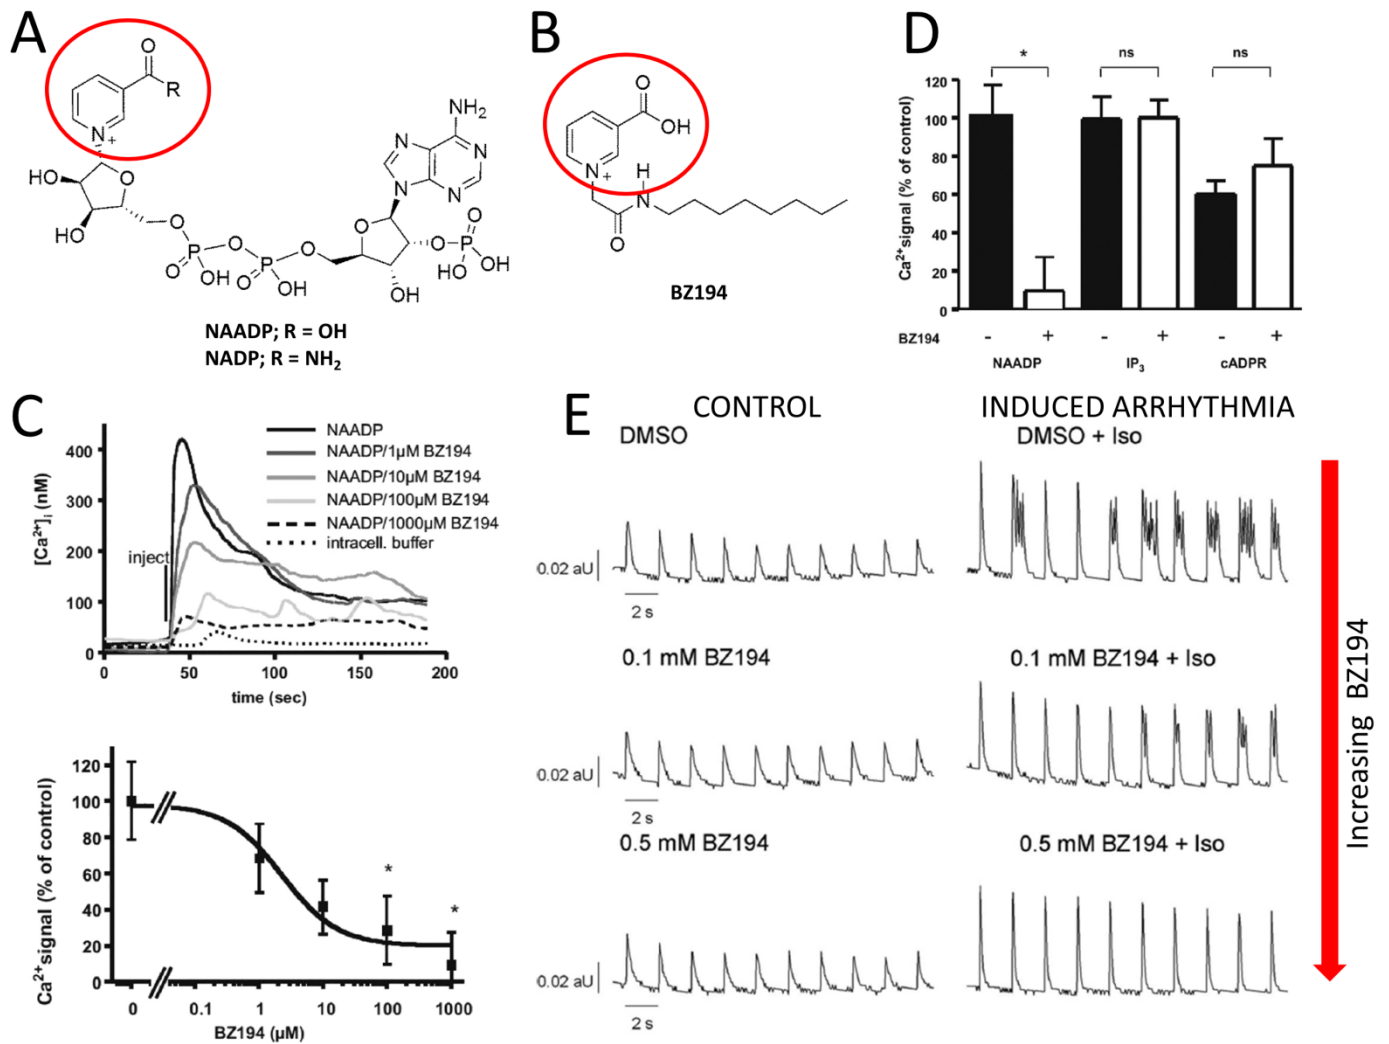 A
O
R
N
+
HO
O
HO
O
P
O
OH
O
P
O
OH
O
O
N
N
N
N
NH₂
O
P
O
HO
OH
OH
NAADP; R = OH
NADP; R = NH₂
B
O
OH
N
+
H
N
O
BZ194
D
*
ns
ns
Ca²⁺signal (% of control)
120
100
80
60
40
20
0
BZ194
-
+
-
+
-
+
NAADP
IP₃
cADPR
C
NAADP
NAADP/1µM BZ194
NAADP/10µM BZ194
NAADP/100µM BZ194
NAADP/1000µM BZ194
intracell. buffer
[Ca²⁺]ᵢ (nM)
400
300
200
100
0
inject
0
50
100
150
200
time (sec)
Ca²⁺signal (% of control)
120
100
80
60
40
20
0
*
*
0
0.1
1
10
100
1000
BZ194 (µM)
E
CONTROL
INDUCED ARRHYTHMIA
DMSO
DMSO + Iso
0.02 aU
2 s
0.1 mM BZ194
0.1 mM BZ194 + Iso
0.02 aU
2 s
0.5 mM BZ194
0.5 mM BZ194 + Iso
0.02 aU
2 s
Increasing BZ194